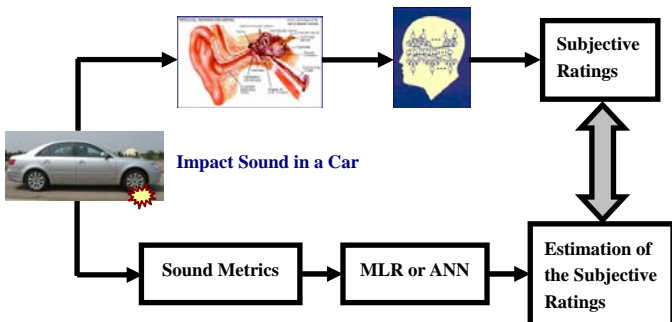 Subjective
Ratings
Impact Sound in a Car
Sound Metrics
MLR or ANN
Estimation of
the Subjective
Ratings